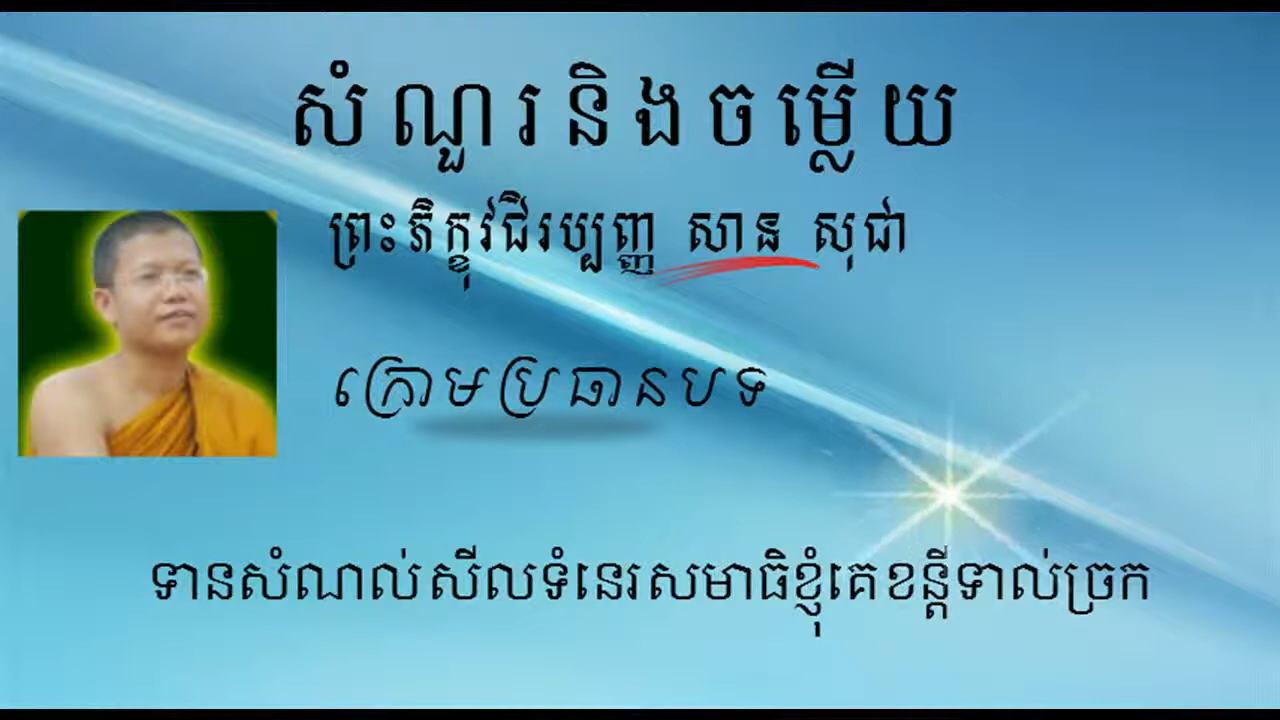 សំណួរនិងចម្លើយ
ព្រះភិក្ខុវជិរប្បញ្ញ សាន សុជា
ក្រោមប្រធានបទ
ទានសំណល់សីលទំនេរសមាធិខ្ញុំគេខន្តីទាល់ច្រក